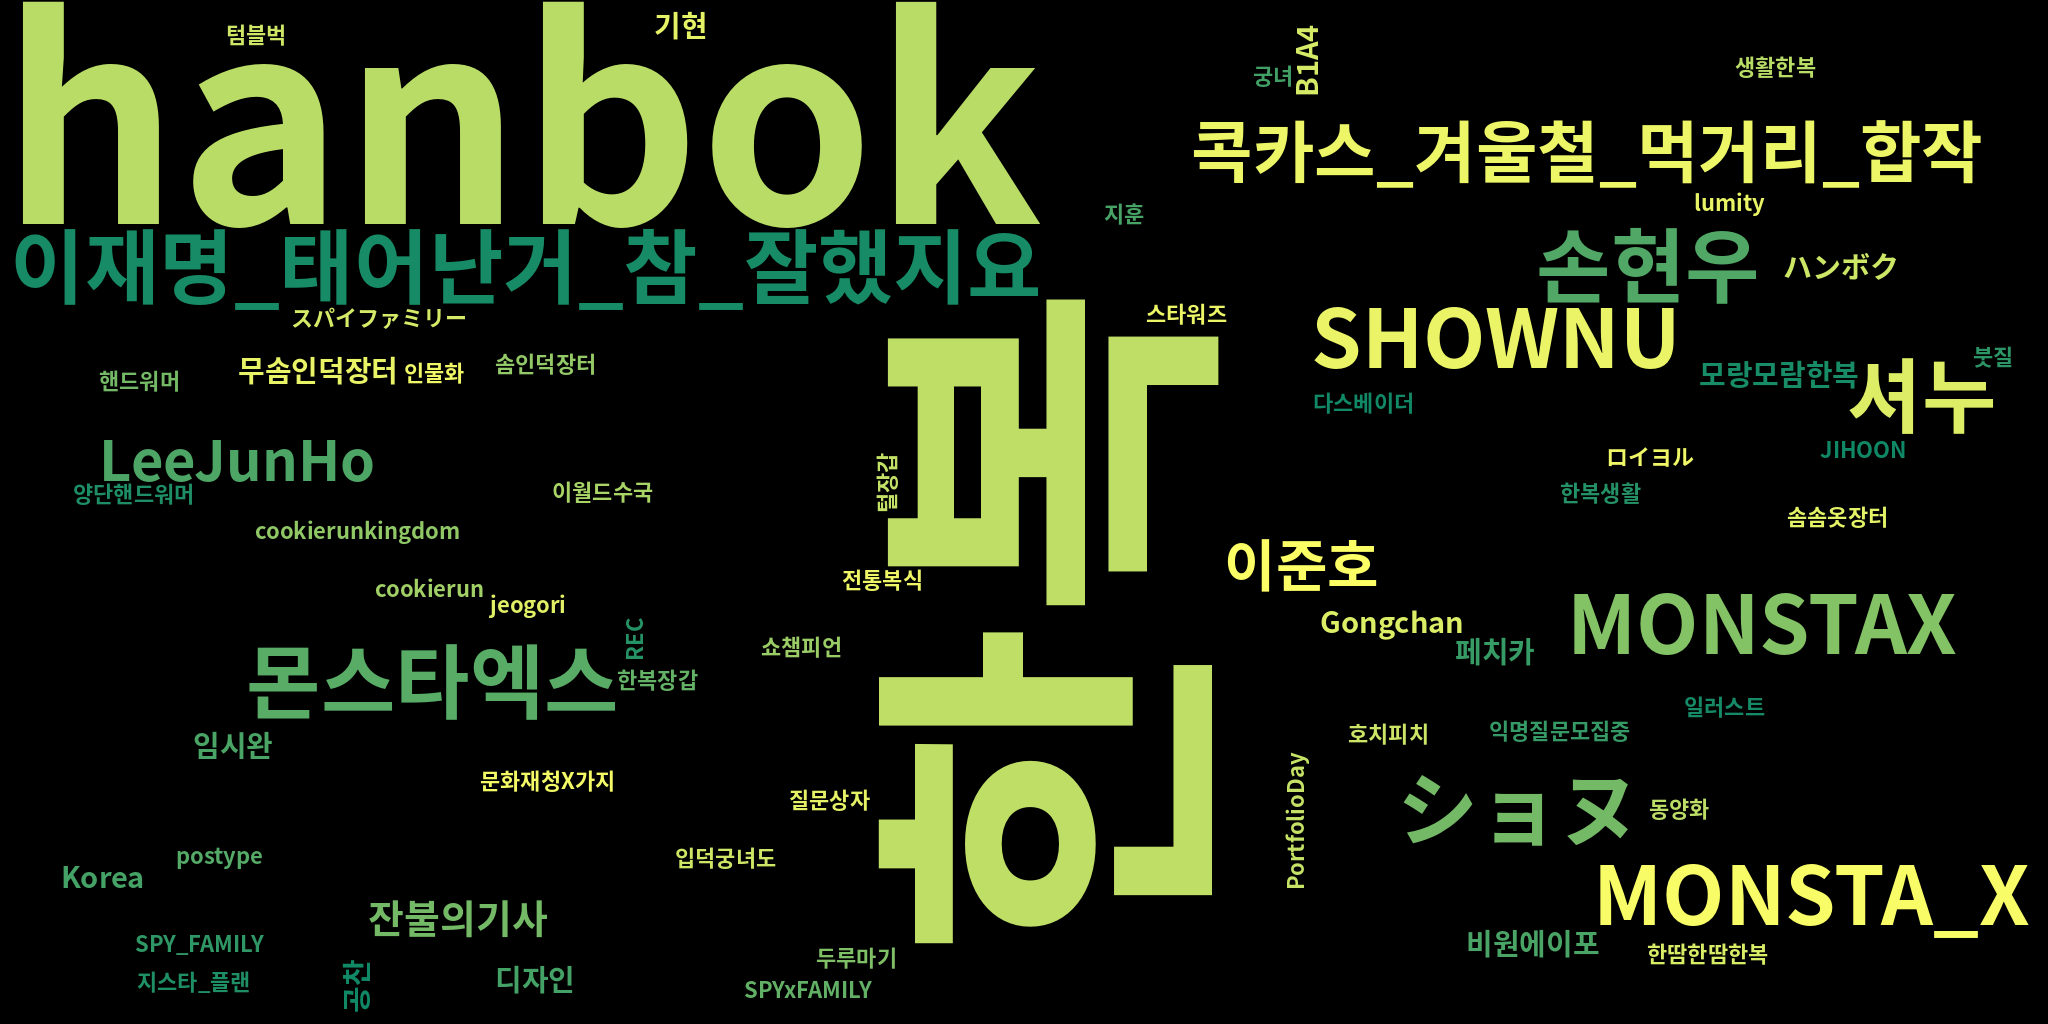 hanbok
텀블벅
기현
B1A4
궁녀
생활한복
콕카스_겨울철_먹거리_합작
lumity
지훈
이재명_태어난거_참_잘했지요
손현우
ハンボク
スパイファミリー
스타워즈
SHOWNU
핸드워머
무솜인덕장터
인물화
솜인덕장터
모랑모람한복
붓질
셔누
다스베이더
LeeJunHo
양단핸드워머
이월드수국
털장갑
한복
ロイヨル
JIHOON
한복생활
솜솜옷장터
cookierunkingdom
이준호
전통복식
cookierun
jeogori
REC
Gongchan
페치카
MONSTAX
몬스타엑스
한복장갑
쇼챔피언
일러스트
임시완
호치피치
익명질문모집중
문화재청X가지
질문상자
PortfolioDay
ショヌ
동양화
postype
Korea
입덕궁녀도
MONSTA_X
잔불의기사
SPY_FAMILY
지스타_플랜
공찬
디자인
두루마기
SPYxFAMILY
비원에이포
한땀한땀한복